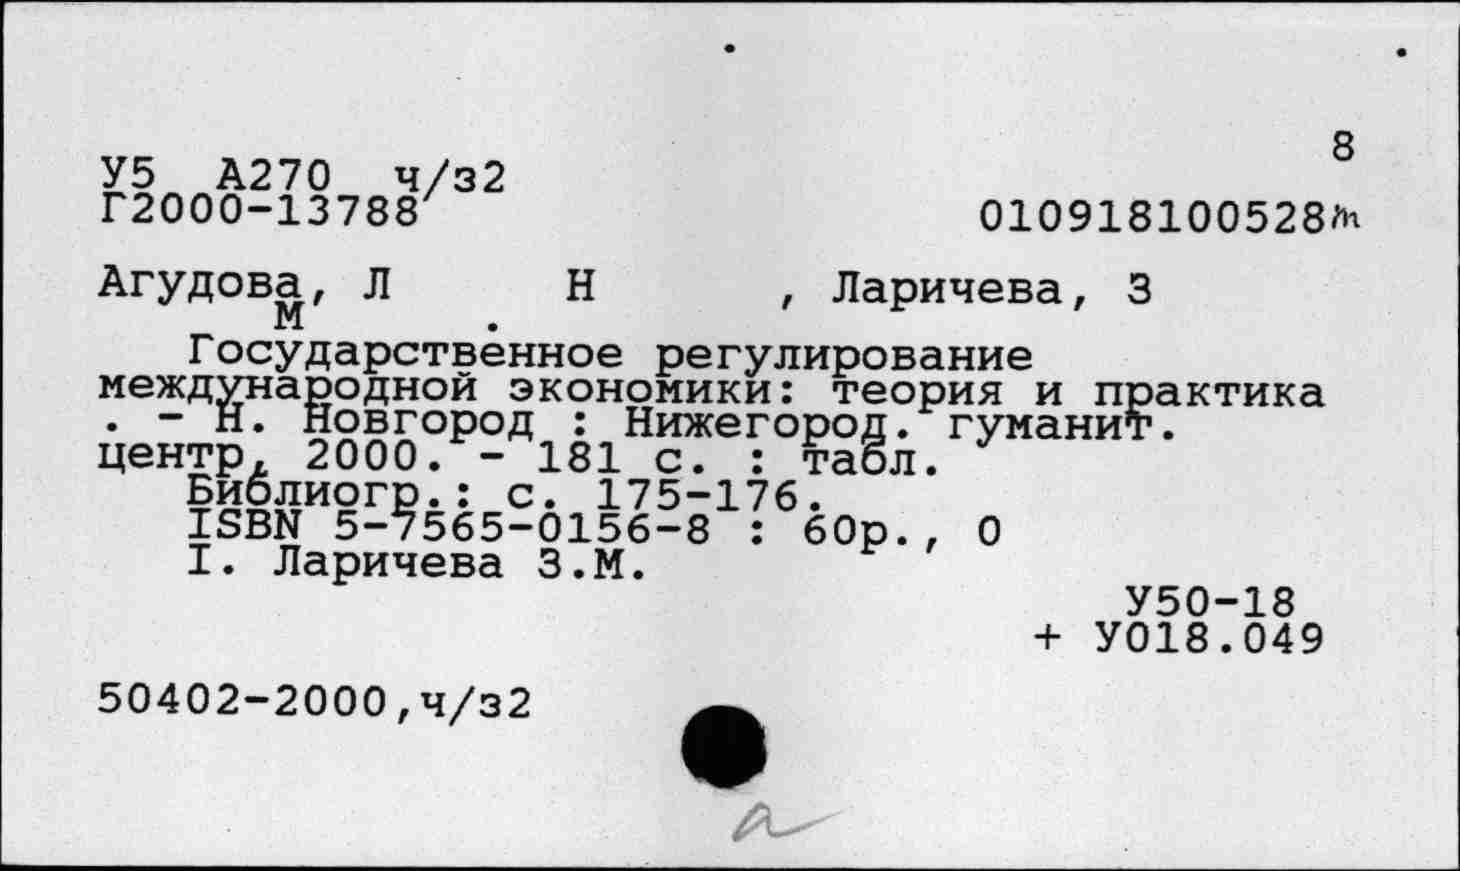 8
У5 А270 ч/з2
Г2000-13788
010918100528
Агудова, Л Н , Ларичева, З
М .
Государственное регулирование
международной экономики: теория и практика
. - Н. Новгород : Нижегород. гуманит.
центр, 2000. - 181 с. : табл.
Библиогр.: с. 175-176.
ISBN 5-7565-0156-8 : 60р., 0
I. Ларичева З.М.
У50-18
+ У018.049
50402-2000,ч/з2
а